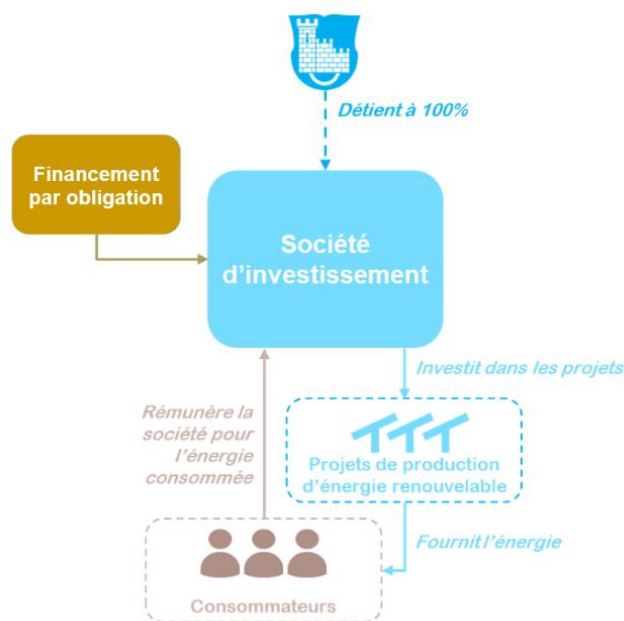 Détient à 100%
Financement
par obligation
Société
d'investissement
Investit dans les projets
Rémunère la
société pour
l'énergie
consommée
Projets de production
d'énergie renouvelable
Fournit l'énergie
Consommateurs